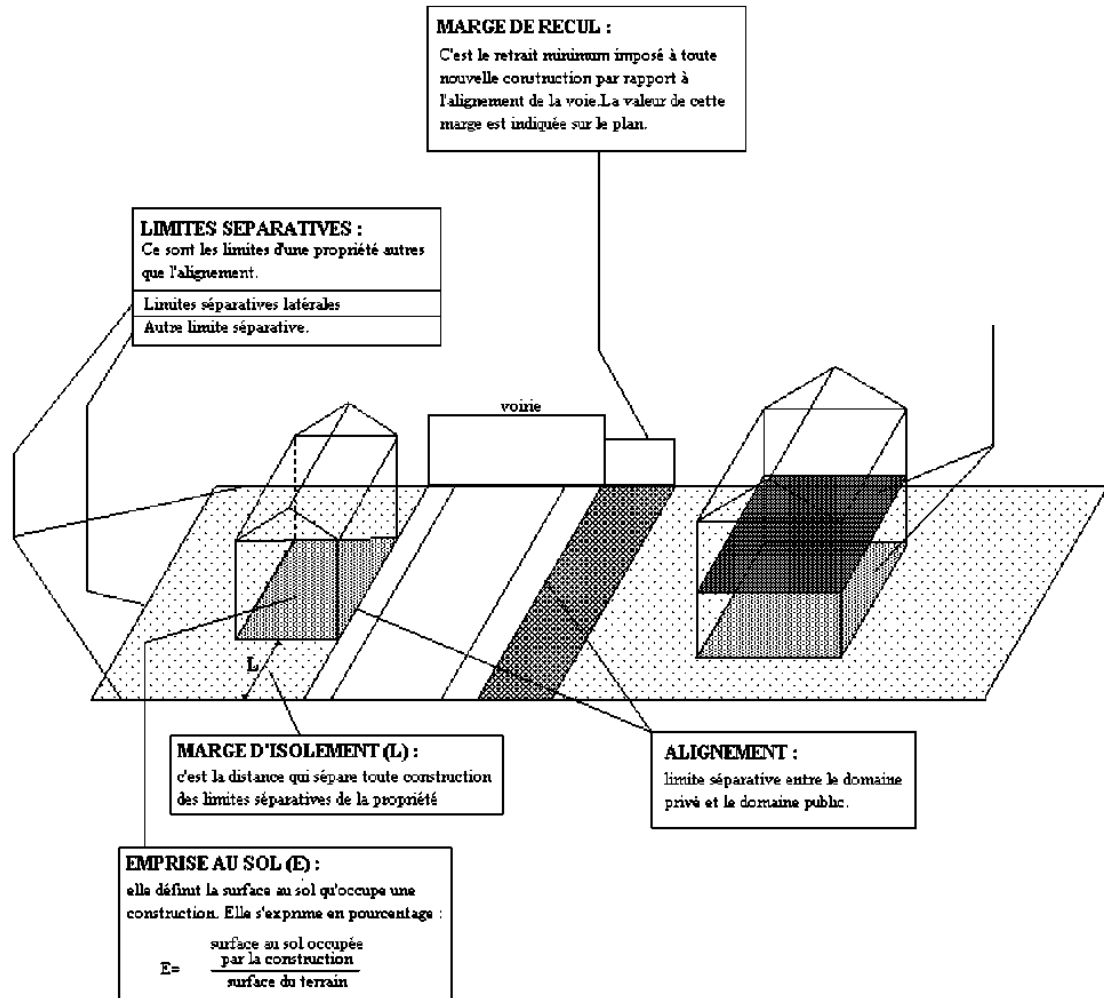 MARGE DE RECUL :
C'est le retrait minimum imposé à toute
nouvelle construction par rapport à
l'alignement de la voie.La valeur de cette
marge est indiquée sur le plan.
LIMITES SEPARATIVES :
Ce sont les limites d'une propriété autres
que l'alignement.
Limites séparatives latérales
Autre limite séparative.
voirie
L
MARGE D'ISOLEMENT (L) :
c'est la distance qui sépare toute construction
des limites séparatives de la propriété
ALIGNEMENT :
limite séparative entre le domaine
privé et le domaine public.
EMPRISE AU SOL (E) :
elle définit la surface au sol qu'occupe une
construction. Elle s'exprime en pourcentage :
surface au sol occupée
par la construction
E=
surface du terrain